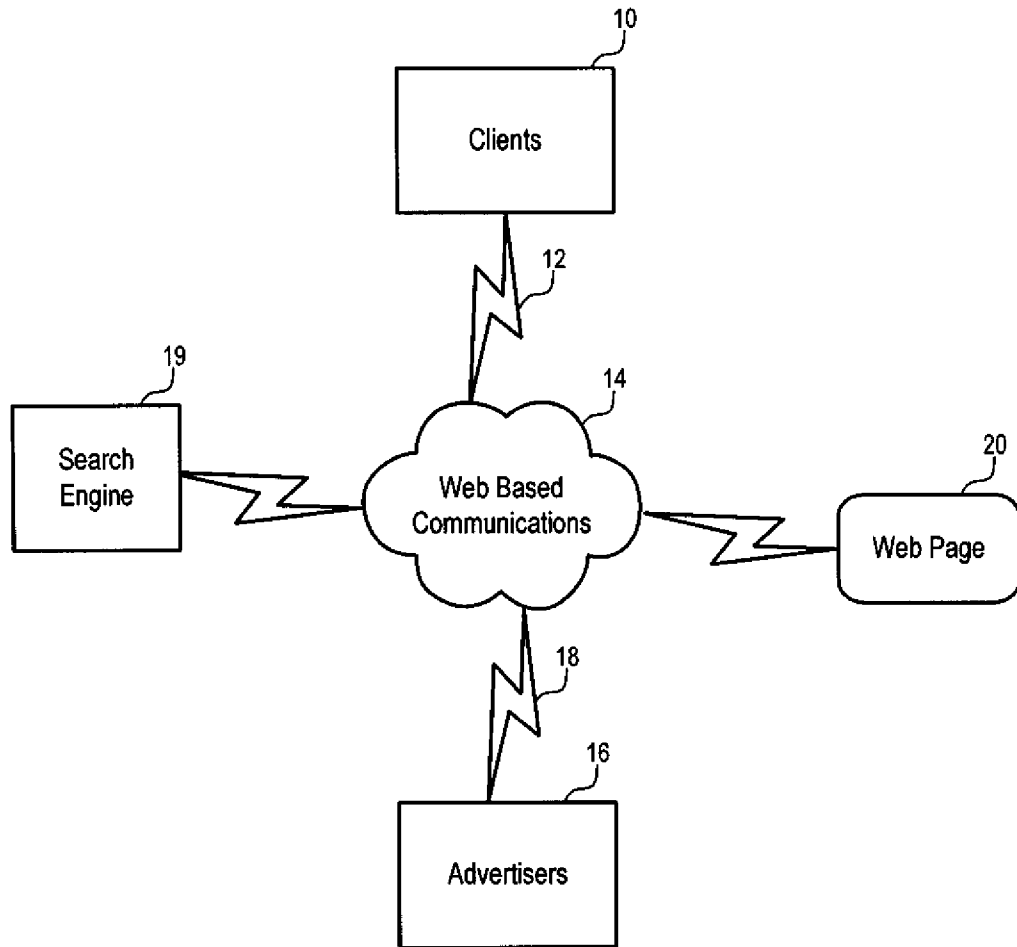 10
Clients
12
19
Search
Engine
14
Web Based
Communications
20
Web Page
18
16
Advertisers